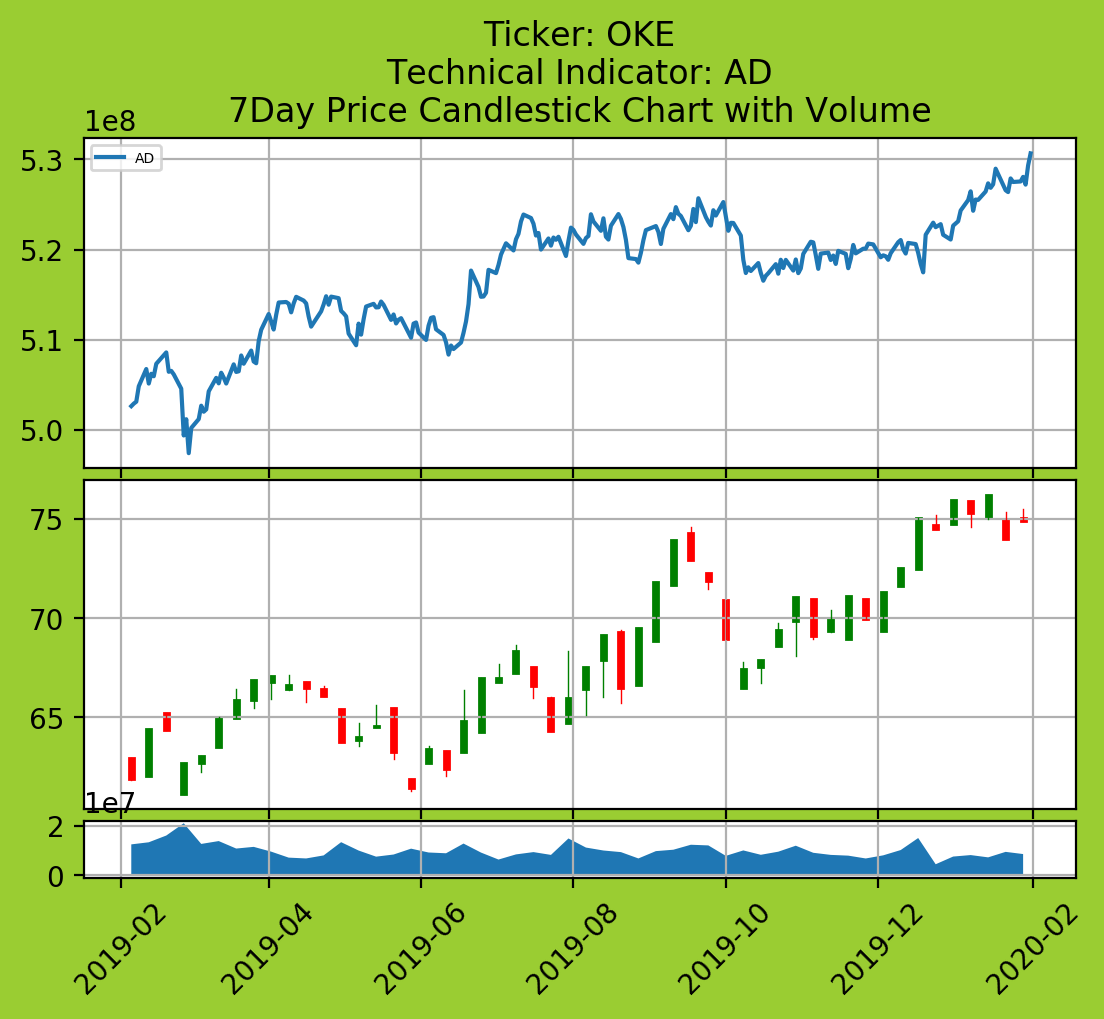 Ticker: OKE
Technical Indicator: AD
7Day Price Candlestick Chart with Volume
1e8
AD
5.3
5.2
5.1
5.0
75
70
65
1e7
2
0
2019-02
2019-04
2019-06
2019-08
2019-10
2019-12
2020-02